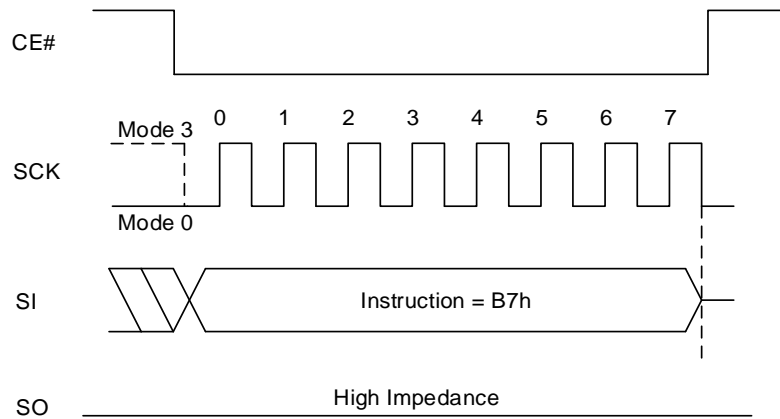 CE#
0 1 2 3 4 5 6 7
Mode 3
SCK
Mode 0
SI
Instruction = B7h
High Impedance
SO